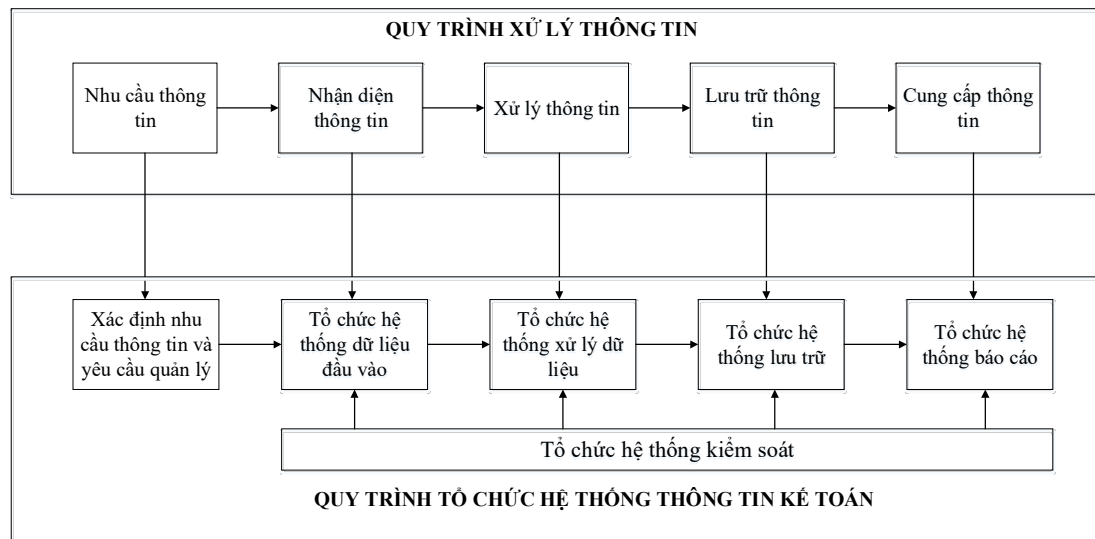 QUY TRÌNH XỬ LÝ THÔNG TIN
Nhu cầu thông
tin
Nhận diện
thông tin
Xử lý thông tin
Lưu trữ thông
tin
Cung cấp thông
tin
Xác định nhu
cầu thông tin và
yêu cầu quản lý
Tổ chức hệ
thống dữ liệu
đầu vào
Tổ chức hệ
thống xử lý dữ
liệu
Tổ chức hệ
thống lưu trữ
Tổ chức hệ
thống báo cáo
Tổ chức hệ thống kiểm soát
QUY TRÌNH TỔ CHỨC HỆ THỐNG THÔNG TIN KẾ TOÁN